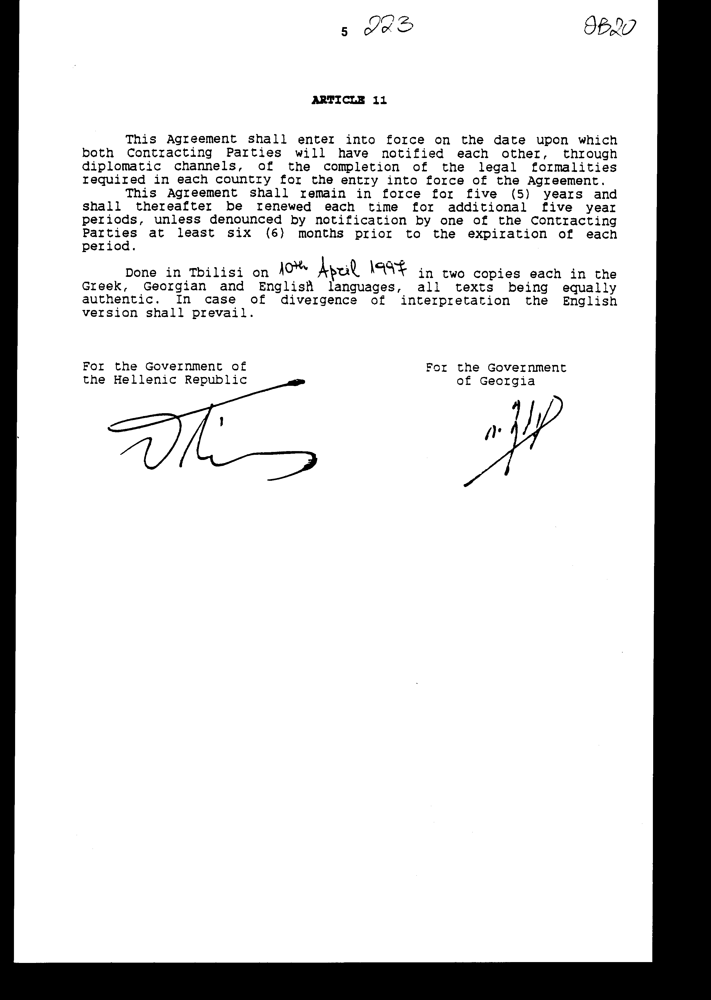 5 223
ARTICLE 11
This Agreement shall enter into force on the date upon which
both Contracting Parties will have notified each other, through
diplomatic channels, of the completion of the legal formalities
required in each country for the entry into force of the Agreement.
This Agreement shall remain in force for five (5) years and
shall thereafter be renewed each time for additional five year
periods, unless denounced by notification by one of the Contracting
Parties at least six (6) months prior to the expiration of each
period.
Done in Tbilisi on 10th April 1997 in two copies each in the
Greek, Georgian and English languages, all texts being equally
authentic. In case of divergence of interpretation the English
version shall prevail.
For the Government of
the Hellenic Republic
For the Government
of Georgia